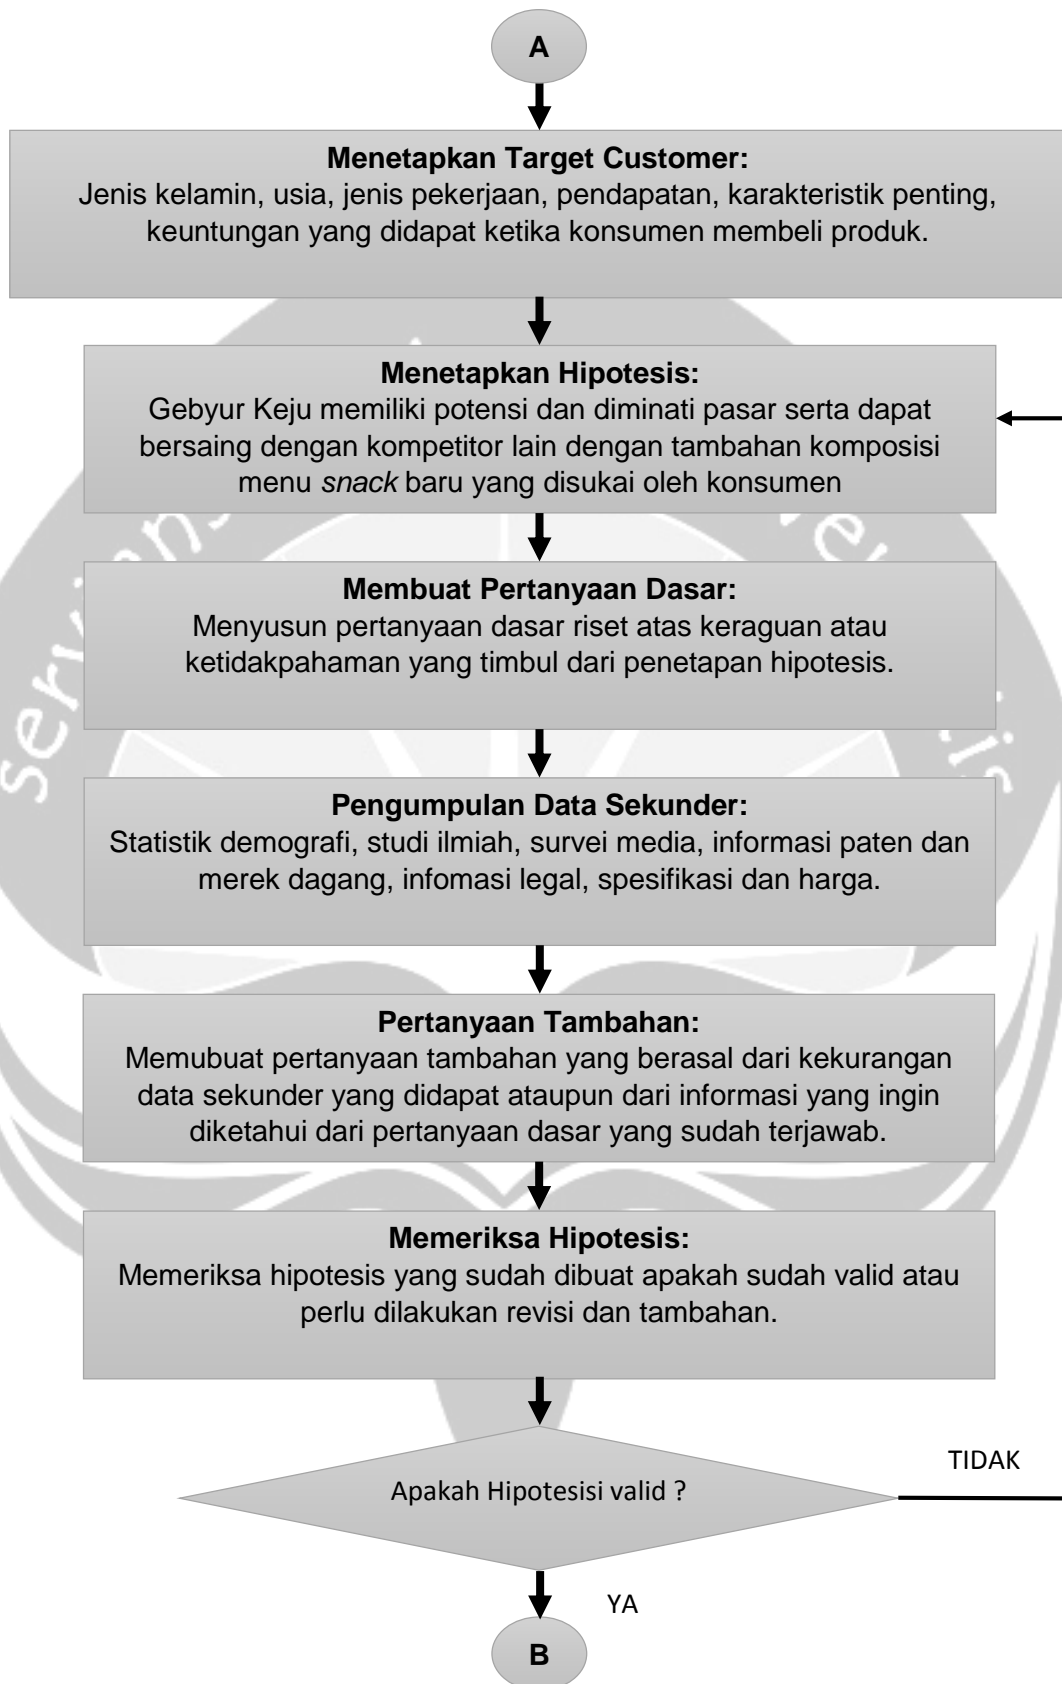 A
Menetapkan Target Customer:
Jenis kelamin, usia, jenis pekerjaan, pendapatan, karakteristik penting,
keuntungan yang didapat ketika konsumen membeli produk.
Menetapkan Hipotesis:
Gebyur Keju memiliki potensi dan diminati pasar serta dapat
bersaing dengan kompetitor lain dengan tambahan komposisi
menu snack baru yang disukai oleh konsumen
Membuat Pertanyaan Dasar:
Menyusun pertanyaan dasar riset atas keraguan atau
ketidakpahaman yang timbul dari penetapan hipotesis.
Pengumpulan Data Sekunder:
Statistik demografi, studi ilmiah, survei media, informasi paten dan
merek dagang, infomasi legal, spesifikasi dan harga.
Pertanyaan Tambahan:
Memubuat pertanyaan tambahan yang berasal dari kekurangan
data sekunder yang didapat ataupun dari informasi yang ingin
diketahui dari pertanyaan dasar yang sudah terjawab.
Memeriksa Hipotesis:
Memeriksa hipotesis yang sudah dibuat apakah sudah valid atau
perlu dilakukan revisi dan tambahan.
Apakah Hipotesisi valid ?
TIDAK
YA
B